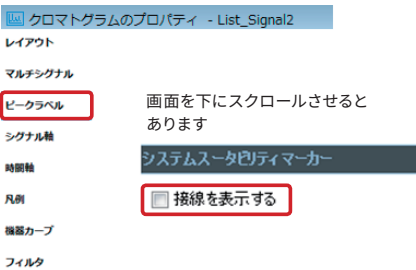 クロマトグラムのプロパティ - List_Signal2
レイアウト
マルチシグナル
ピークラベル
シグナル軸
時間軸
凡例
機器カーブ
フィルタ
画面を下にスクロールさせると
あります
システムスータビリティマーカー
接線を表示する